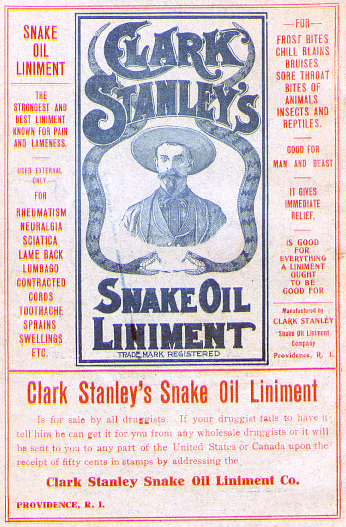 SNAKE
OIL
LINIMENT
THE
STRONGEST AND
BEST LINIMENT
KNOWN FOR PAIN
AND LAMENESS.
USED EXTERNAL
ONLY
FOR
RHEUMATISM
NEURALGIA
SCIATICA
LAME BACK
LUMBAGO
CONTRACTED
CORDS
TOOTHACHE
SPRAINS
SWELLINGS
ETC.
CLARK
STANLEY'S
SNAKE OIL
LINIMENT
TRADE MARK REGISTERED
—FOR—
FROST BITES
CHILL BLAINS
BRUISES
SORE THROAT
BITES OF
ANIMALS
INSECTS AND
REPTILES.
GOOD FOR
MAN AND BEAST
IT GIVES
IMMEDIATE
RELIEF.
IS GOOD
FOR
EVERYTHING
A LINIMENT
OUGHT
TO BE
GOOD FOR
Manufactured by
CLARK STANLEY
Snake Oil Liniment
Company
Providence, R. I.
Clark Stanley's Snake Oil Liniment
Is for sale by all druggists. If your druggist fails to have it
tell him he can get it for you from any wholesale druggists or it will
be sent to you to any part of the United States or Canada upon the
receipt of fifty cents in stamps by addressing the
Clark Stanley Snake Oil Liniment Co.
PROVIDENCE, R. I.